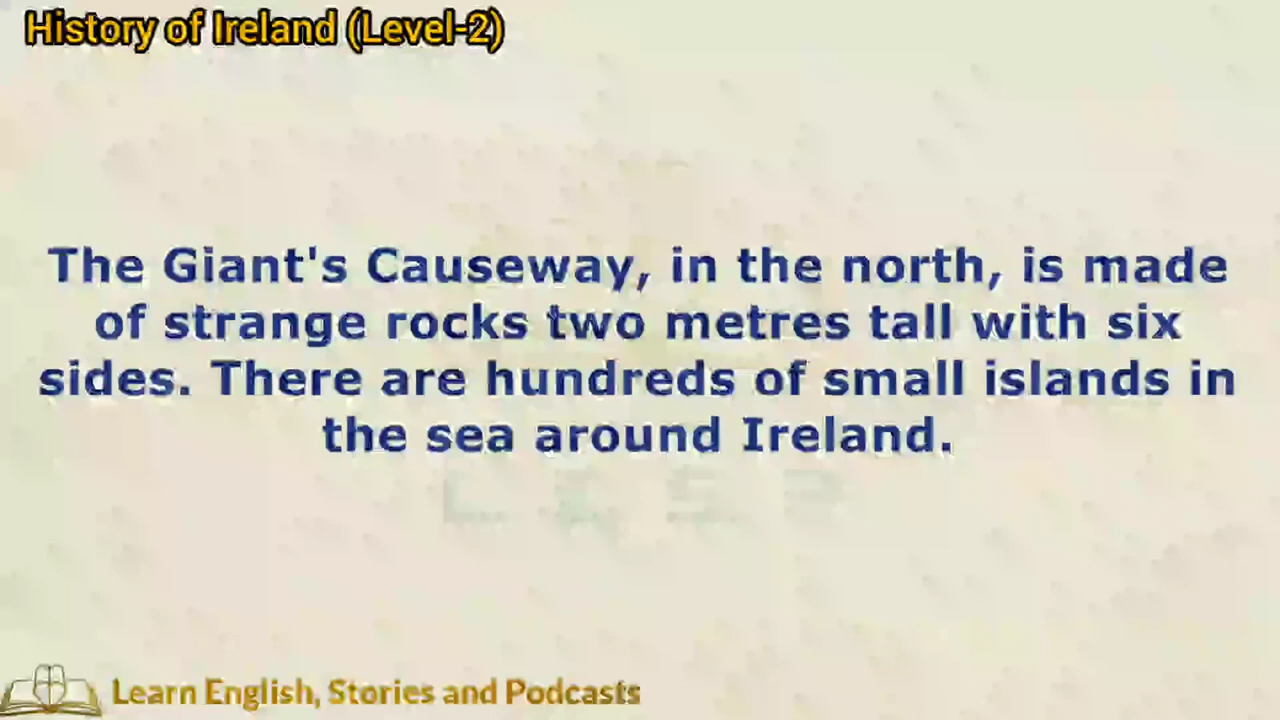 History of Ireland (Level-2)
The Giant's Causeway, in the north, is made
of strange rocks two metres tall with six
sides. There are hundreds of small islands in
the sea around Ireland.
Learn English, Stories and Podcasts